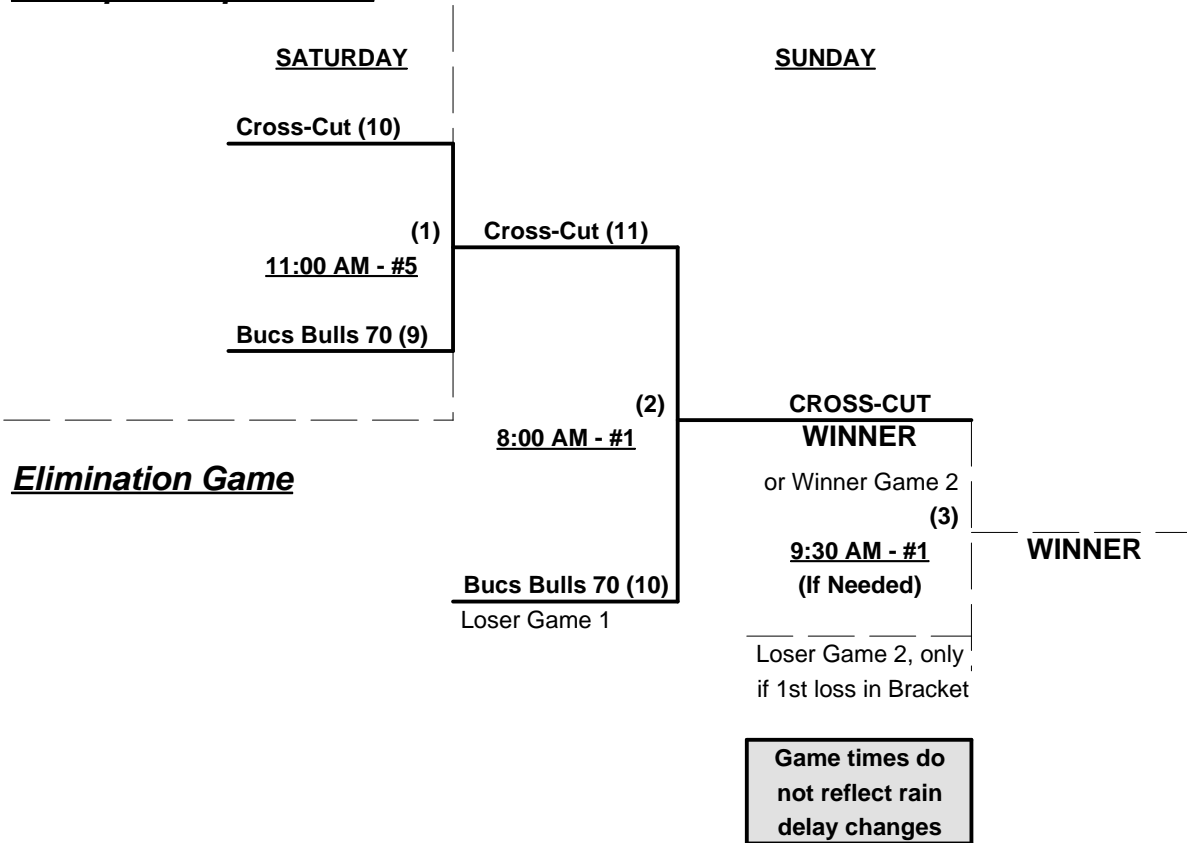 SATURDAY
SUNDAY
Cross-Cut (10)
(1)
Cross-Cut (11)
11:00 AM - #5
Bucs Bulls 70 (9)
(2)
CROSS-CUT
8:00 AM - #1
WINNER
Elimination Game
or Winner Game 2
(3)
9:30 AM - #1
WINNER
Bucs Bulls 70 (10)
(If Needed)
Loser Game 1
Loser Game 2, only
if 1st loss in Bracket
Game times do
not reflect rain
delay changes